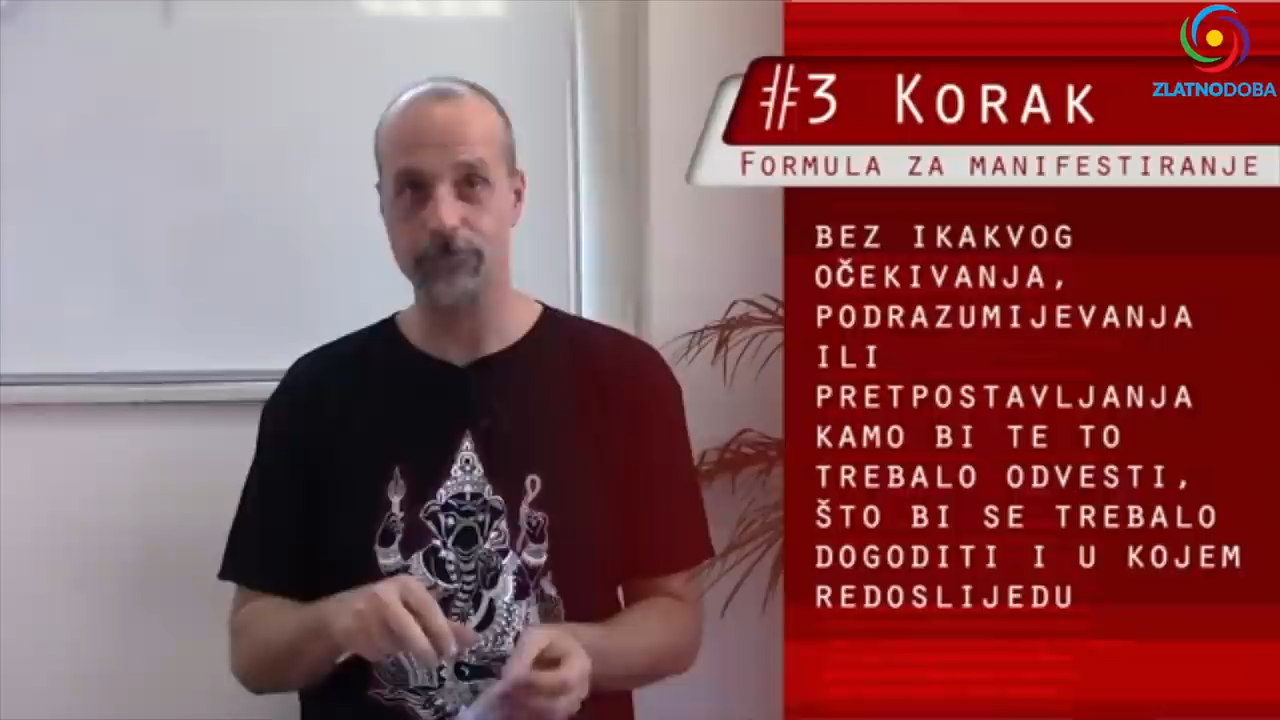 ZLATNODOBA
#3 KORAK
FORMULA ZA MANIFESTIRANJE
BEZ IKAKVOG
OČEKIVANJA,
PODRAZUMIJEVANJA
ILI
PRETPOSTAVLJANJA
KAMO BI TE TO
TREBALO ODVESTI,
ŠTO BI SE TREBALO
DOGODITI I U KOJEM
REDOSLIJEDU